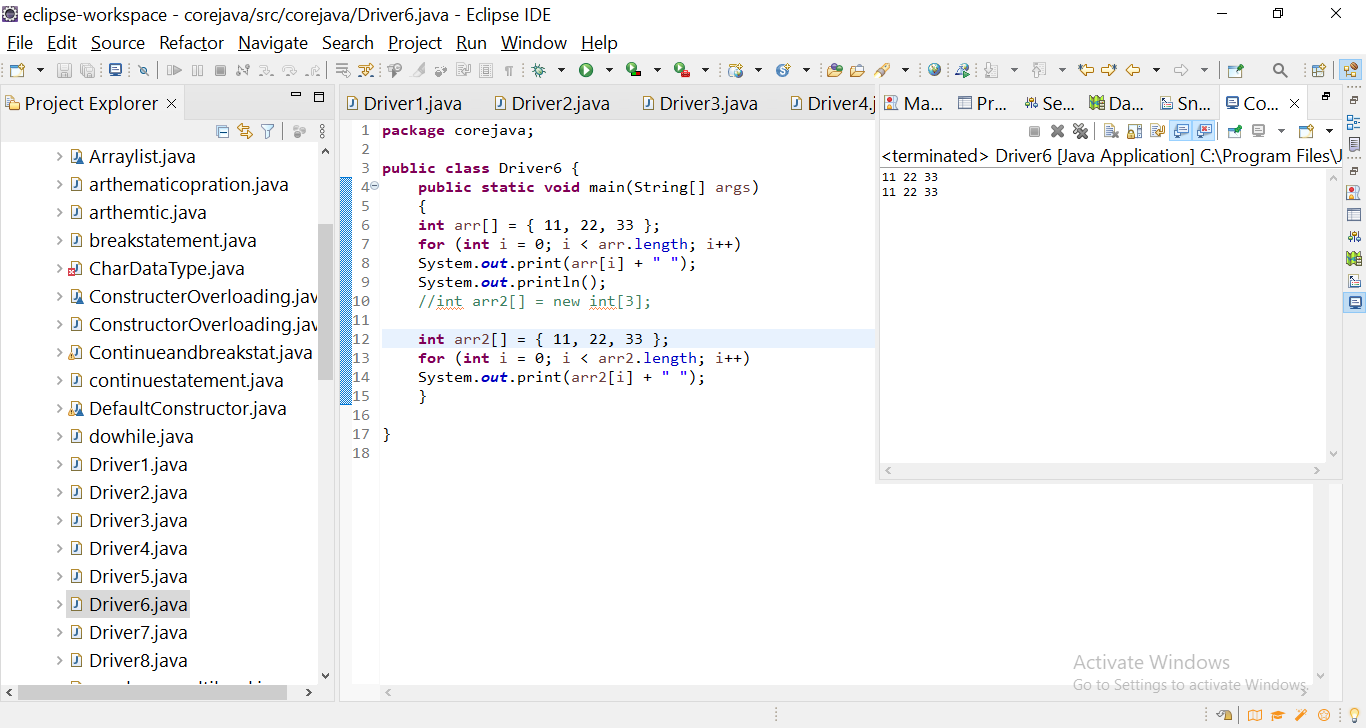 eclipse-workspace - corejava/src/corejava/Driver6.java - Eclipse IDE
File Edit Source Refactor Navigate Search Project Run Window Help
Project Explorer
Arraylist.java
arthematicopration.java
arthemtic.java
breakstatement.java
CharDataType.java
ConstructerOverloading.jav
ConstructorOverloading.jav
Continueandbreakstat.java
continuestatement.java
DefaultConstructor.java
dowhile.java
Driver1.java
Driver2.java
Driver3.java
Driver4.java
Driver5.java
Driver6.java
Driver7.java
Driver8.java
Driver1.java Driver2.java Driver3.java Driver4.j
1 package corejava;
2
3 public class Driver6 {
4 public static void main(String[] args)
5 {
6 int arr[] = { 11, 22, 33 };
7 for (int i = 0; i < arr.length; i++)
8 System.out.print(arr[i] + " ");
9 System.out.println();
10 //int arr2[] = new int[3];
11
12 int arr2[] = { 11, 22, 33 };
13 for (int i = 0; i < arr2.length; i++)
14 System.out.print(arr2[i] + " ");
15 }
16
17 }
18
Ma... Pr... Se... Da... Sn... Co...
<terminated> Driver6 [Java Application] C:\Program Files\J
11 22 33
11 22 33
Activate Windows
Go to Settings to activate Windows.